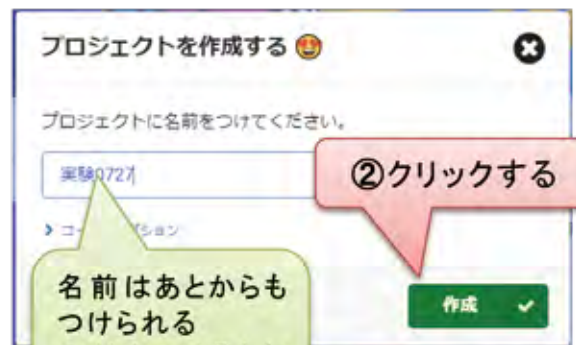 プロジェクトを作成する
プロジェクトに名前をつけてください。
実験0727
②クリックする
名前はあとからも
つけられる
作成